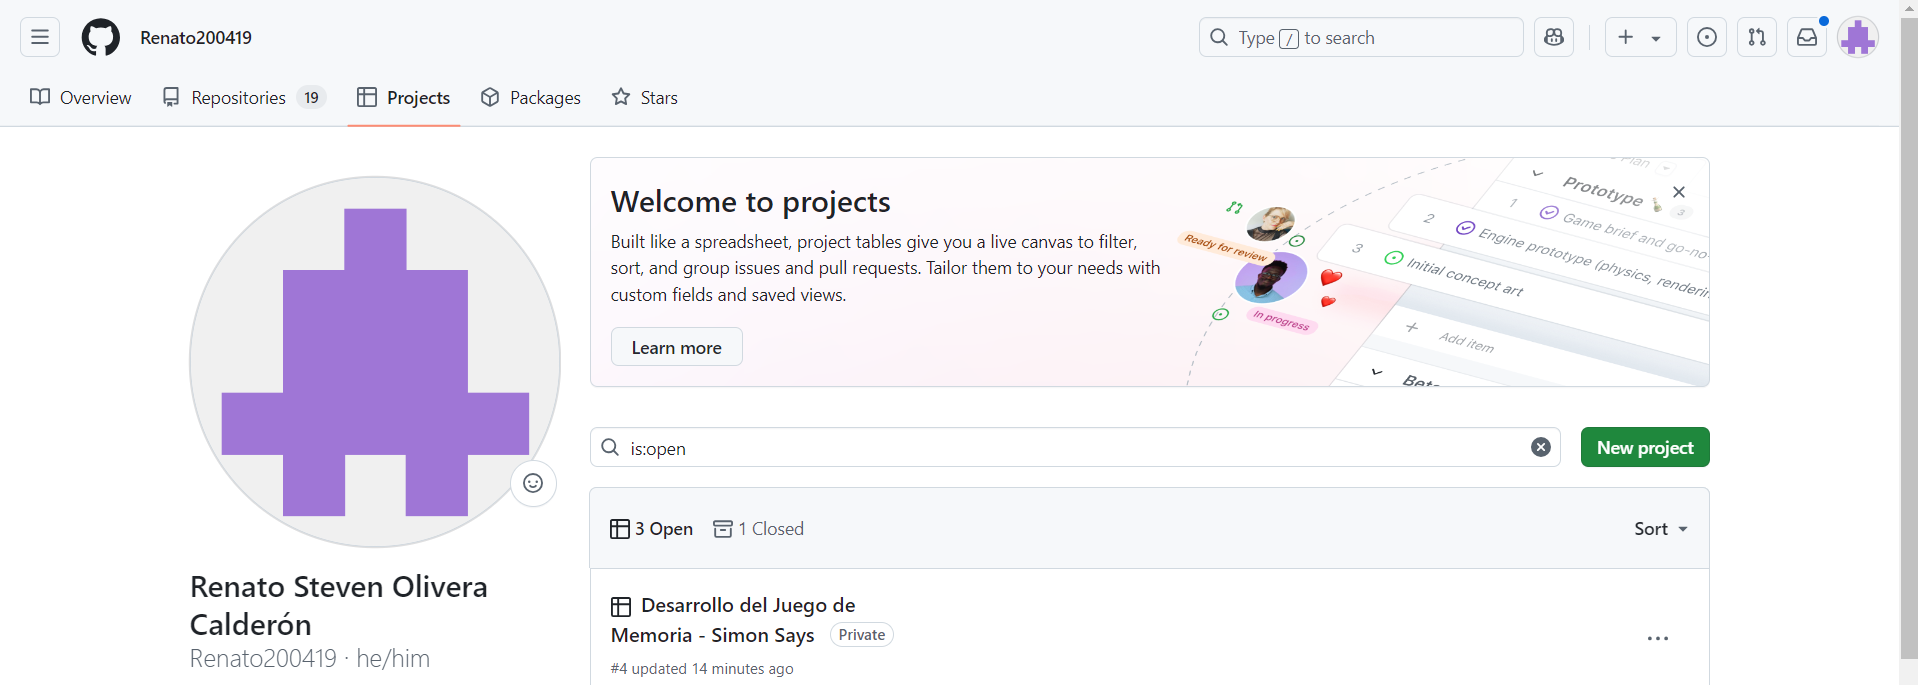 Renato200419
Type / to search
Overview
Repositories 19
Projects
Packages
Stars
Welcome to projects
Built like a spreadsheet, project tables give you a live canvas to filter,
sort, and group issues and pull requests. Tailor them to your needs with
custom fields and saved views.
Learn more
Ready for review
In progress
Plan
Prototype 3
1 Game brief and go-no-
2 Engine prototype (physics, renderin
3 Initial concept art
+ Add item
Beta
is:open
New project
3 Open
1 Closed
Sort
Desarrollo del Juego de
Memoria - Simon Says Private
#4 updated 14 minutes ago
...
Renato Steven Olivera
Calderón
Renato200419 · he/him